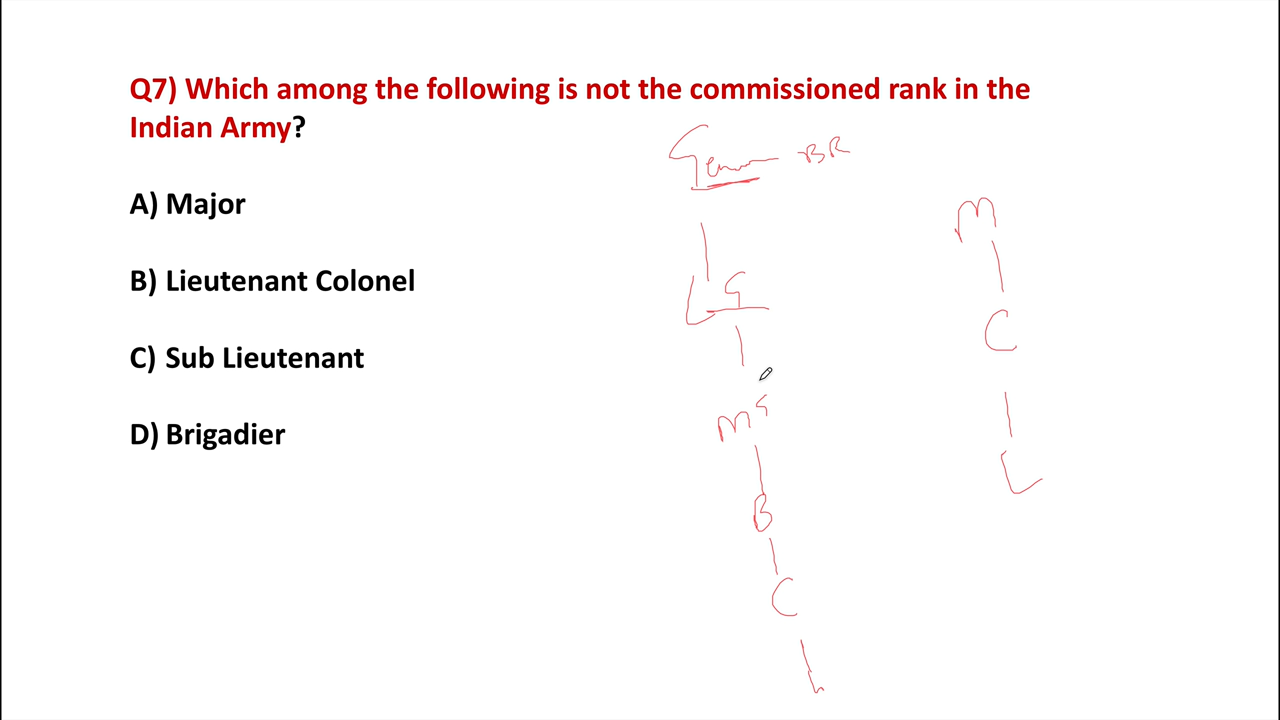 Q7) Which among the following is not the commissioned rank in the
Indian Army?
A) Major
B) Lieutenant Colonel
C) Sub Lieutenant
D) Brigadier
BR
L G
M G
B
C
L
M
C
L